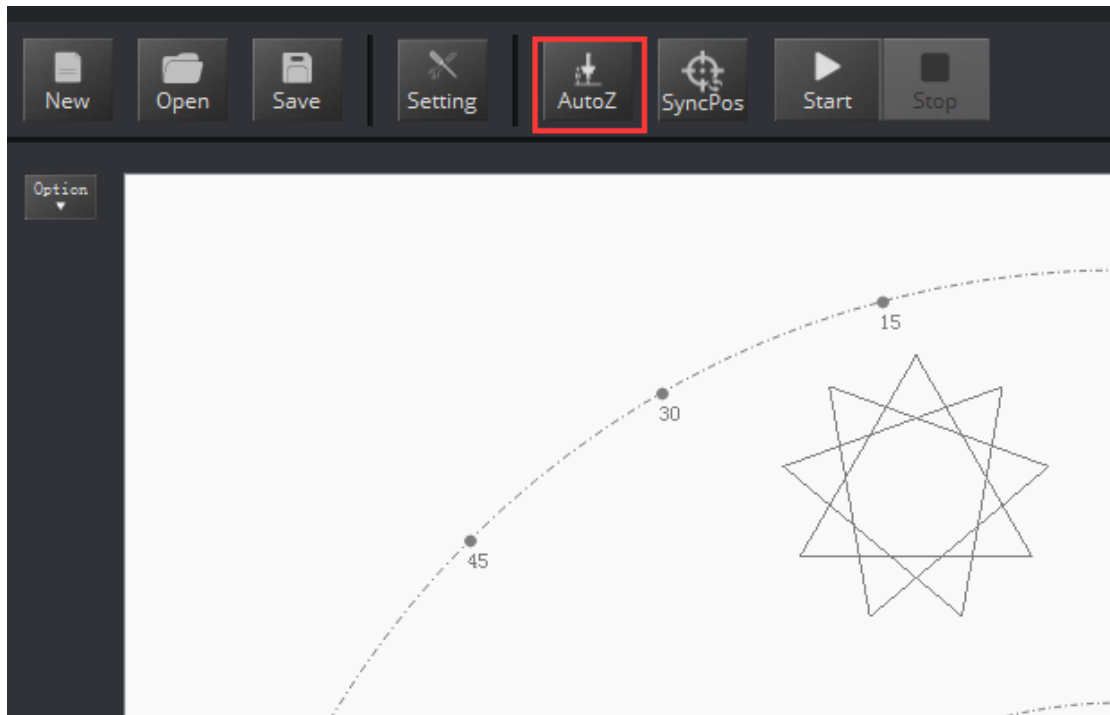 New
Open
Save
Setting
AutoZ
SyncPos
Start
Stop
Option
15
30
45